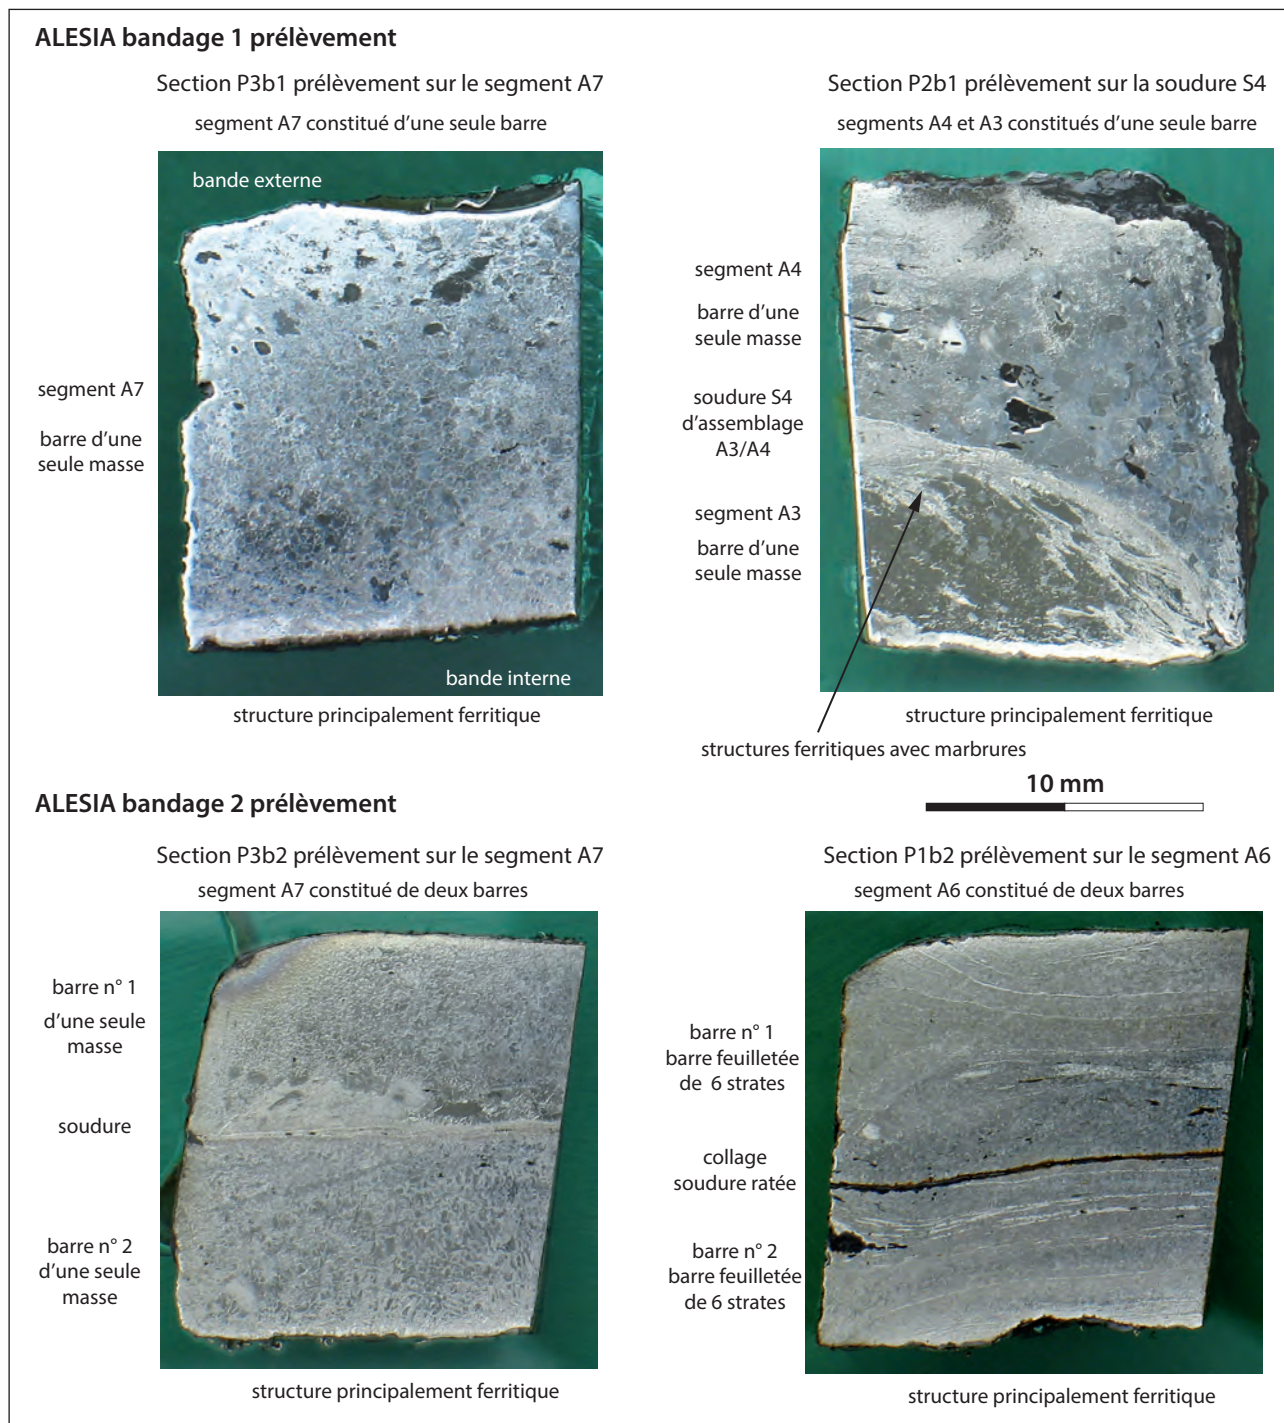 ALESIA bandage 1 prélèvement
Section P3b1 prélèvement sur le segment A7
segment A7 constitué d’une seule barre
bande externe
segment A7
barre d’une
seule masse
bande interne
structure principalement ferritique
Section P2b1 prélèvement sur la soudure S4
segments A4 et A3 constitués d’une seule barre
segment A4
barre d’une
seule masse
soudure S4
d’assemblage
A3/A4
segment A3
barre d’une
seule masse
structure principalement ferritique
structures ferritiques avec marbrures
10 mm
ALESIA bandage 2 prélèvement
Section P3b2 prélèvement sur le segment A7
segment A7 constitué de deux barres
barre n° 1
d’une seule
masse
soudure
barre n° 2
d’une seule
masse
structure principalement ferritique
Section P1b2 prélèvement sur le segment A6
segment A6 constitué de deux barres
barre n° 1
barre feuilletée
de 6 strates
collage
soudure ratée
barre n° 2
barre feuilletée
de 6 strates
structure principalement ferritique